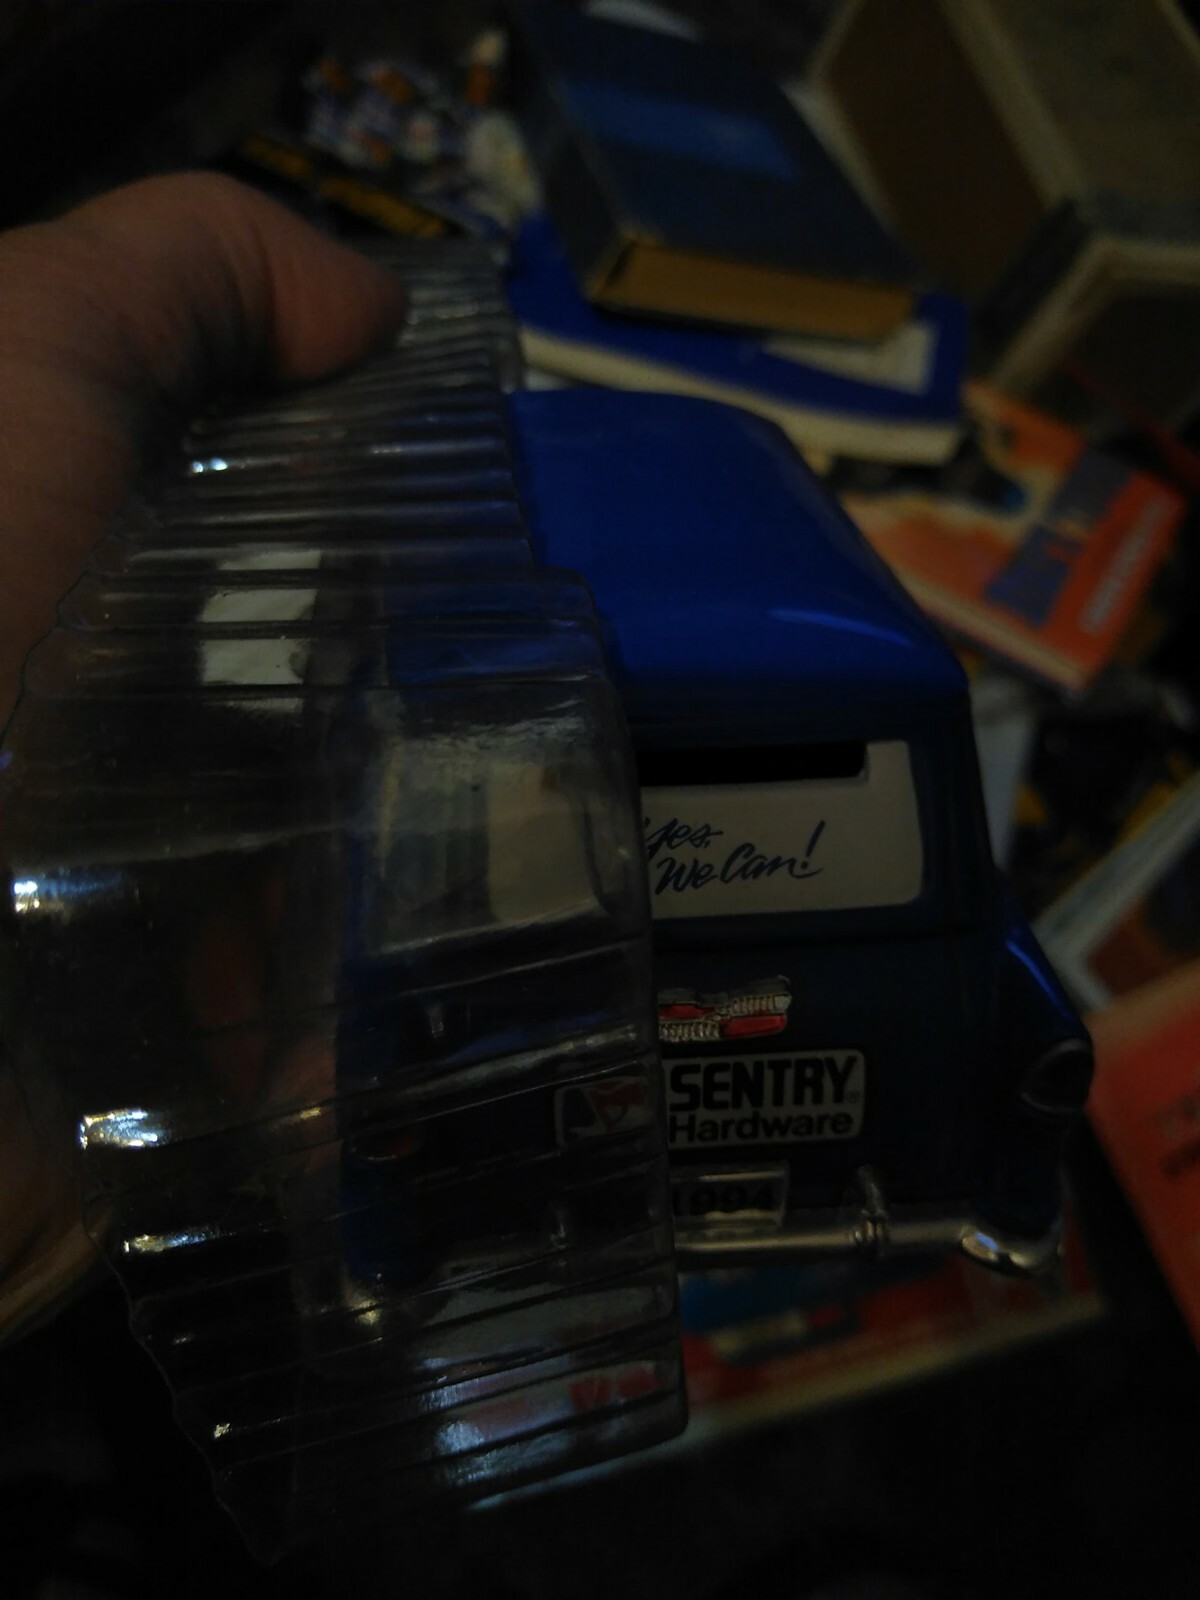 Yes,
We Can!
SENTRY®
Hardware
1994